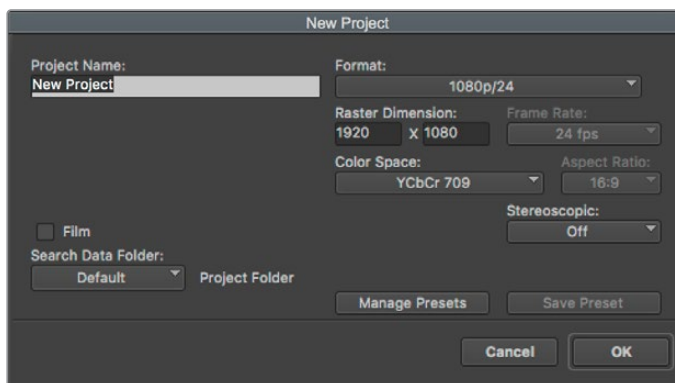 New Project
Project Name:
New Project
Format:
1080p/24
Raster Dimension:
1920 X 1080
Frame Rate:
24 fps
Color Space:
YCbCr 709
Aspect Ratio:
16:9
Stereoscopic:
Off
Film
Search Data Folder:
Default
Project Folder
Manage Presets
Save Preset
Cancel
OK